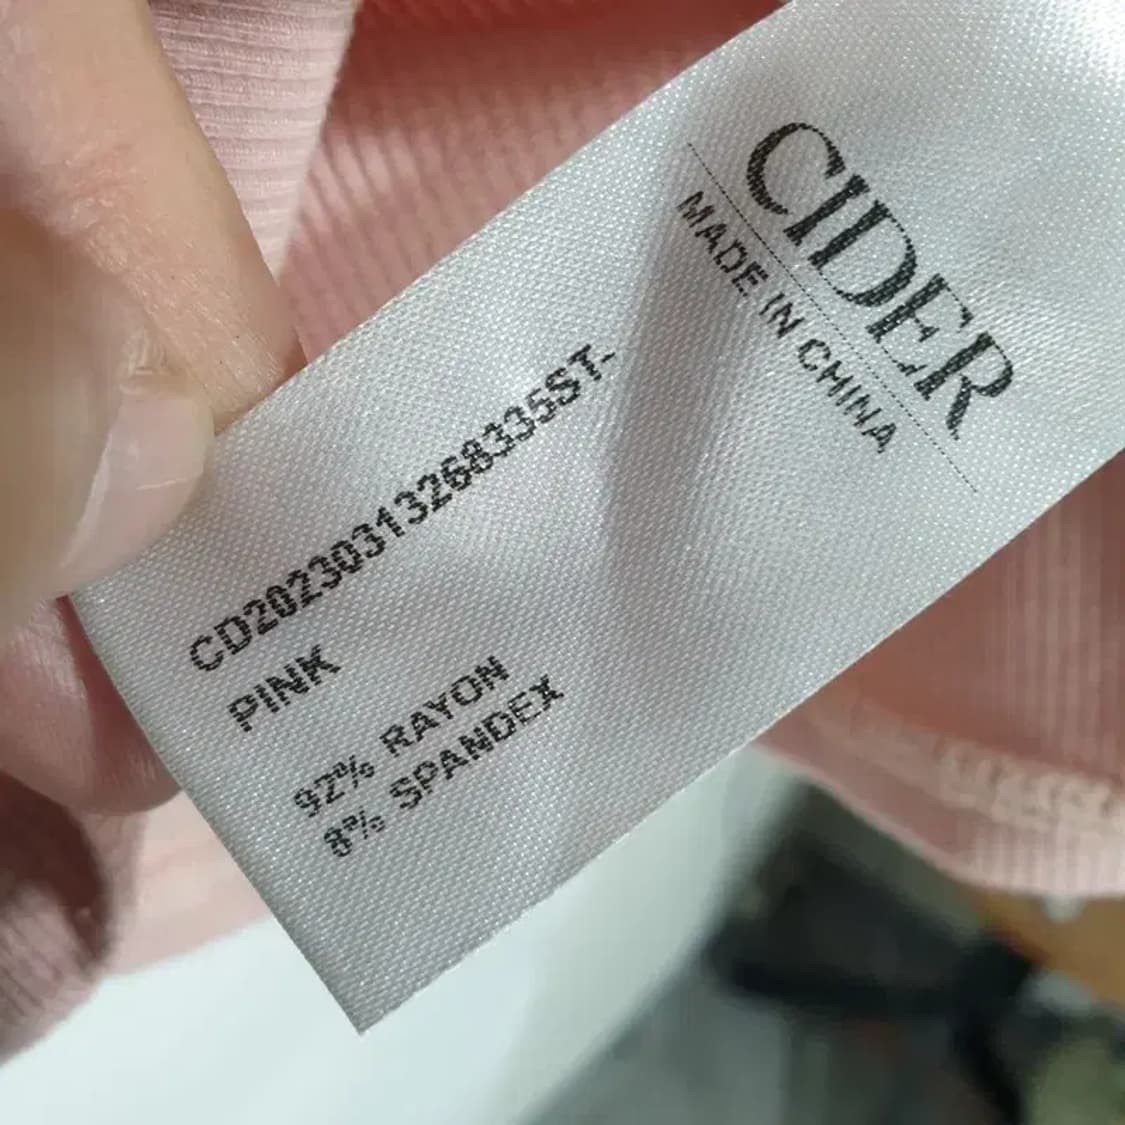 CIDER
MADE IN CHINA
CD20230313268335ST-
PINK
92% RAYON
8% SPANDEX